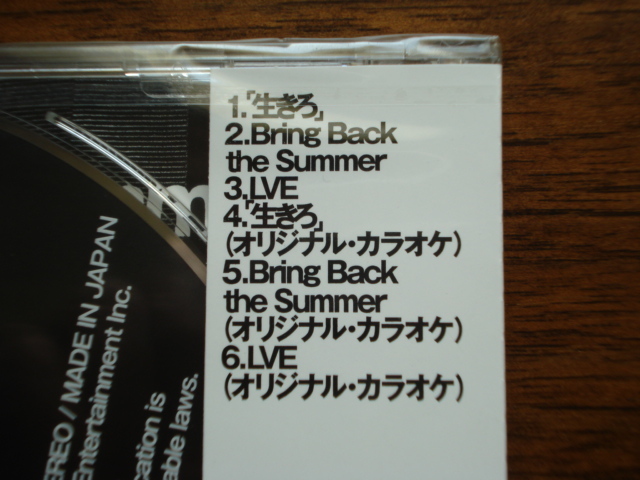 1.「生きろ」
2.Bring Back
the Summer
3.LVE
4.「生きろ」
(オリジナル・カラオケ)
5.Bring Back
the Summer
(オリジナル・カラオケ)
6.LVE
(オリジナル・カラオケ)
EREO / MADE IN JAPAN
Entertainment Inc.
cation is
able laws.